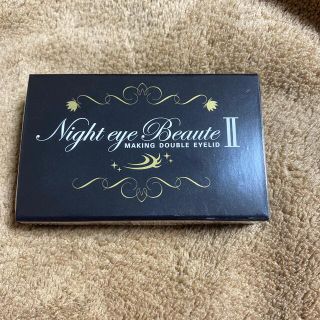 Night eye Beaute II
MAKING DOUBLE EYELID